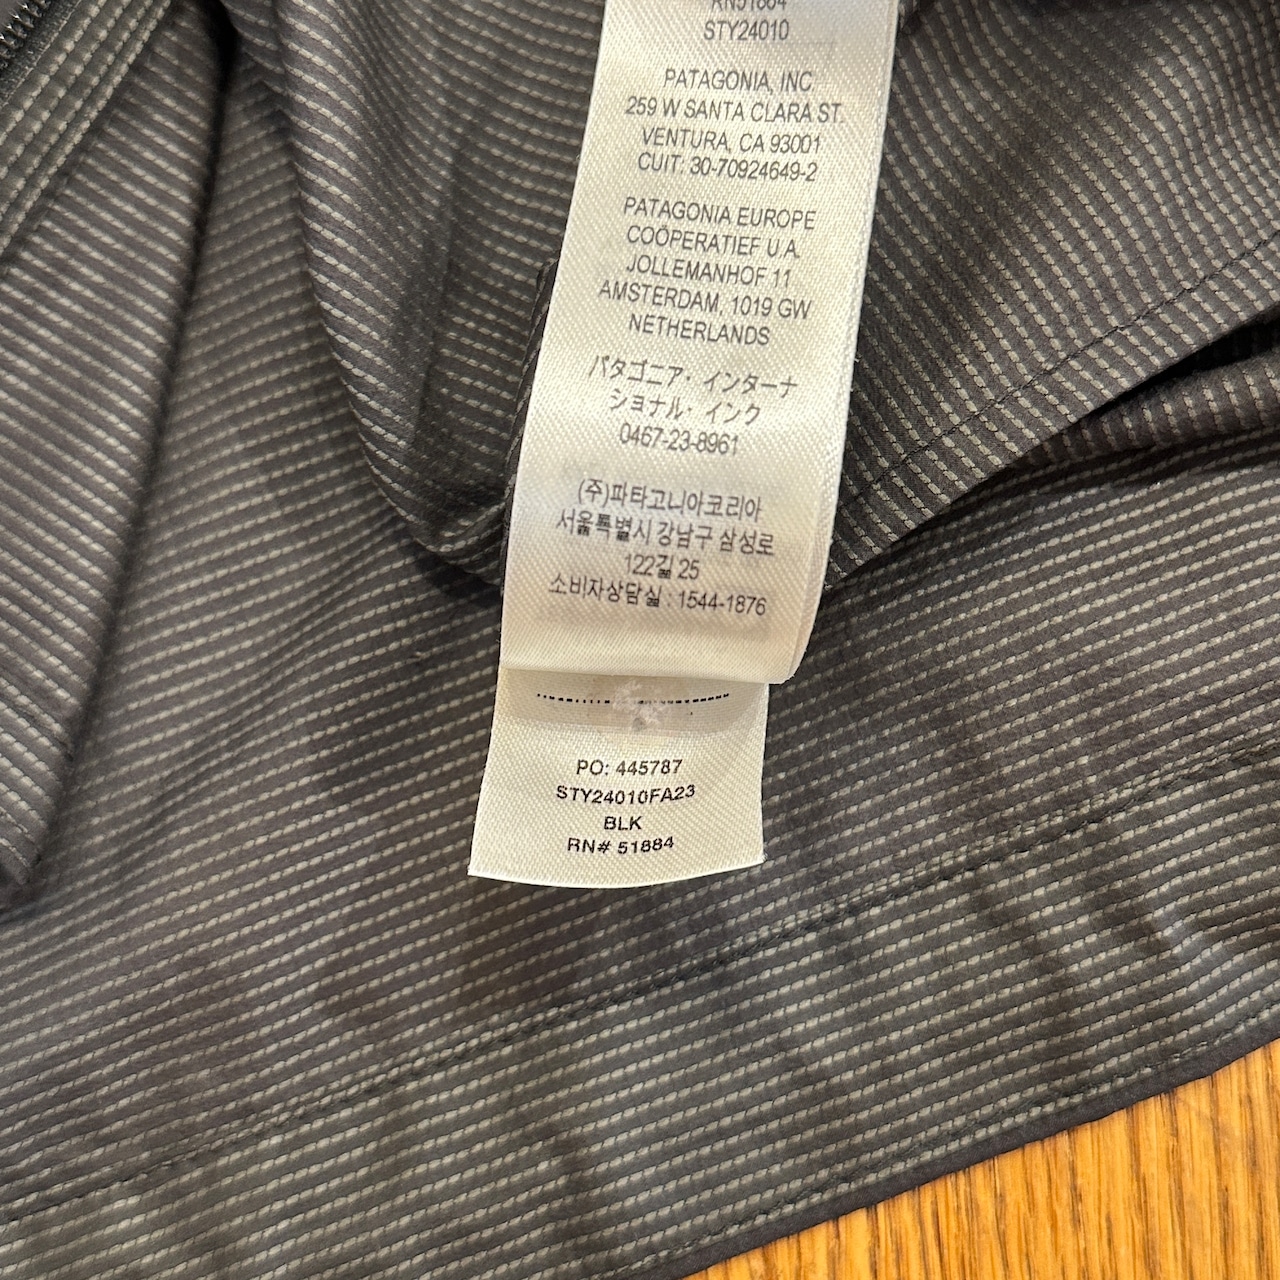 RN51884
STY24010
PATAGONIA, INC.
259 W SANTA CLARA ST.
VENTURA, CA 93001
CUIT: 30-70924649-2
PATAGONIA EUROPE
COÖPERATIEF U.A.
JOLLEMANHOF 11
AMSTERDAM, 1019 GW
NETHERLANDS
パタゴニア・インターナ
ショナル・インク
0467-23-8961
(주)파타고니아코리아
서울특별시 강남구 삼성로
122길 25
소비자상담실 : 1544-1876
PO: 445787
STY24010FA23
BLK
RN# 51884